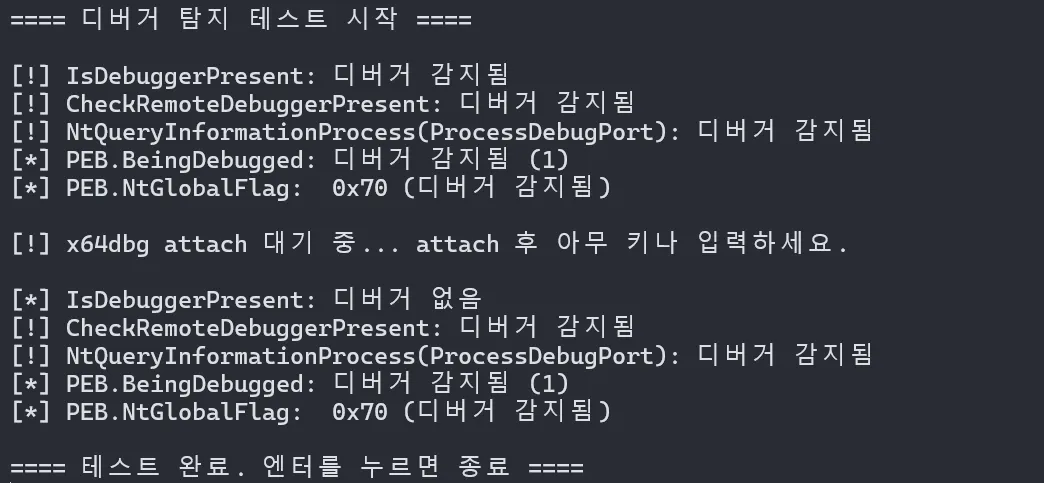 ==== 디버거 탐지 테스트 시작 ====
[!] IsDebuggerPresent: 디버거 감지됨
[!] CheckRemoteDebuggerPresent: 디버거 감지됨
[!] NtQueryInformationProcess(ProcessDebugPort): 디버거 감지됨
[*] PEB.BeingDebugged: 디버거 감지됨 (1)
[*] PEB.NtGlobalFlag:  0x70 (디버거 감지됨)
[!] x64dbg attach 대기 중... attach 후 아무 키나 입력하세요.
[*] IsDebuggerPresent: 디버거 없음
[!] CheckRemoteDebuggerPresent: 디버거 감지됨
[!] NtQueryInformationProcess(ProcessDebugPort): 디버거 감지됨
[*] PEB.BeingDebugged: 디버거 감지됨 (1)
[*] PEB.NtGlobalFlag:  0x70 (디버거 감지됨)
==== 테스트 완료. 엔터를 누르면 종료 ====